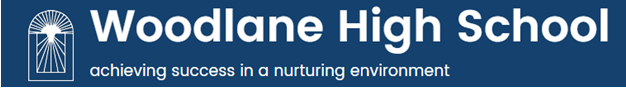 Woodlane High School
achieving success in a nurturing environment